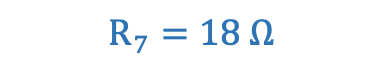 R₇ = 18 Ω